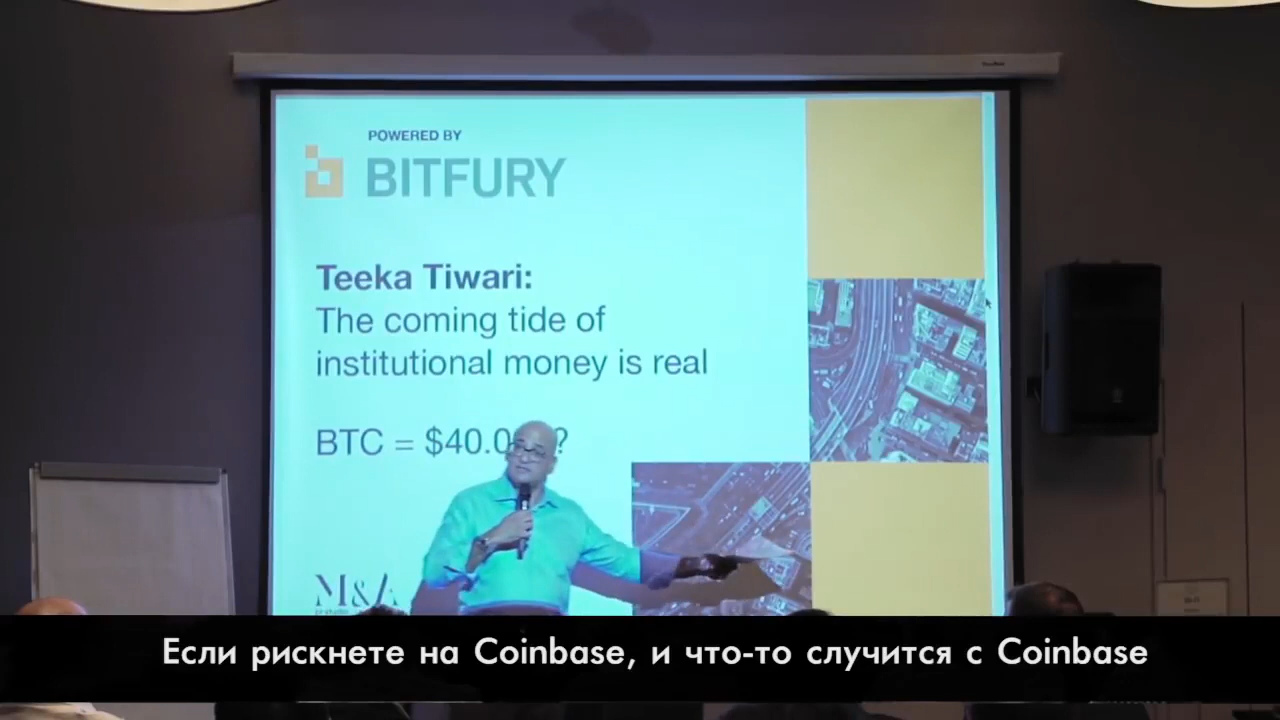 POWERED BY
BITFURY
Teeka Tiwari:
The coming tide of
institutional money is real
BTC = $40.0 ?
M&A
Если рискнете на Coinbase, и что-то случится с Coinbase